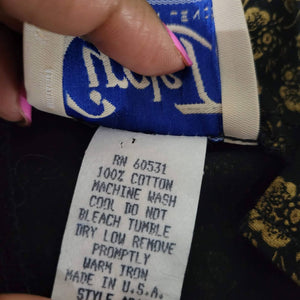 RN 60531
100% COTTON
MACHINE WASH
COOL DO NOT
BLEACH TUMBLE
DRY LOW REMOVE
PROMPTLY
WARM IRON
MADE IN U.S.A.
STYLE